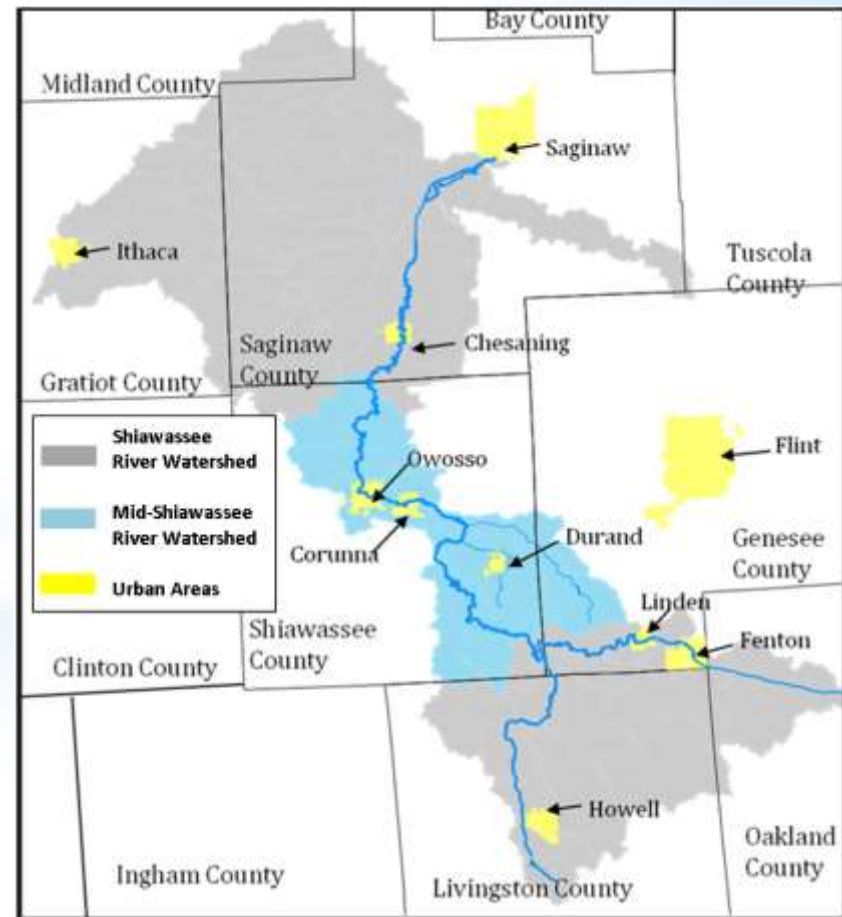 Bay County
Midland County
Saginaw
Ithaca
Tuscola
County
Saginaw
County
Chesaning
Gratiot County
Shiawassee
River Watershed
Mid-Shiawassee
River Watershed
Urban Areas
Owosso
Flint
Corunna
Durand
Genesee
County
Linden
Fenton
Shiawassee
County
Clinton County
Howell
Oakland
County
Ingham County
Livingston County